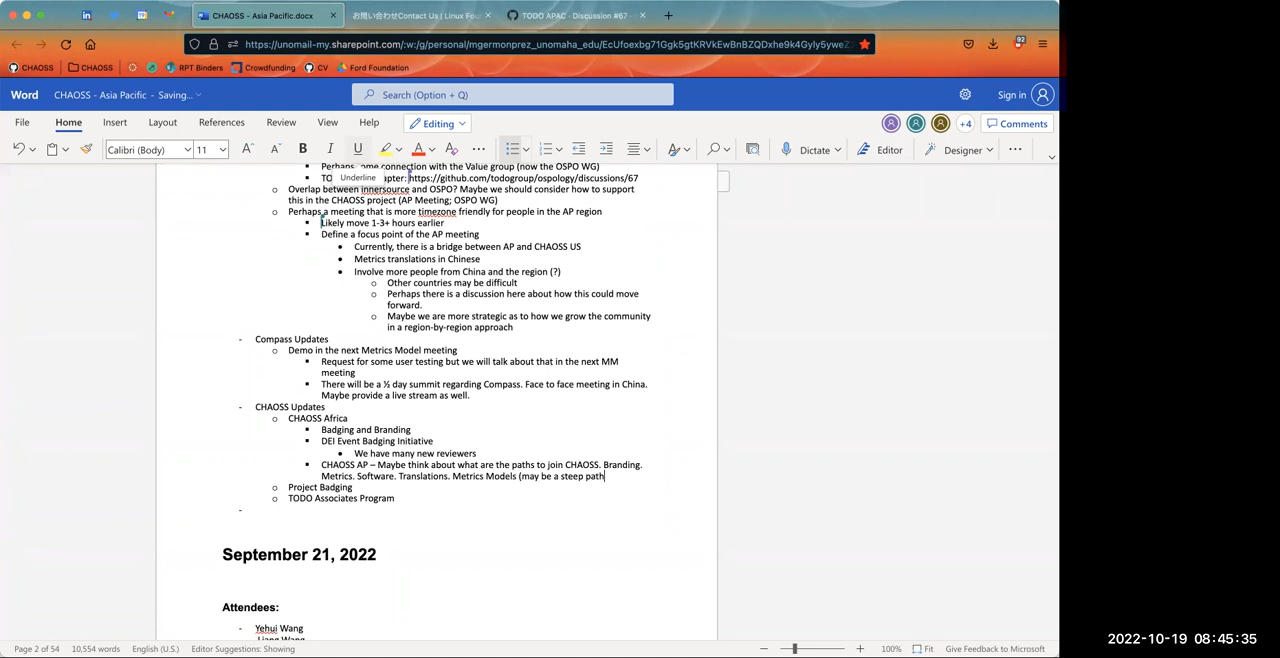 CHAOSS - Asia Pacific.docx
お問い合わせContact Us | Linux Fou
TODO APAC · Discussion #67 ·
https://unomail-my.sharepoint.com/:w:/g/personal/mgermonprez_unomaha_edu/
92
CHAOSS
CHAOSS
RPT Binders
Crowdfunding
CV
Ford Foundation
Word
CHAOSS - Asia Pacific - Saving...
Search (Option + Q)
Sign in
File Home Insert Layout References Review View Help Editing
+4
Comments
Calibri (Body) 11
B I U A
Dictate
Editor
Designer
Underline
Perhaps ome connection with the Value group (now the OSPO WG)
TO pter: https://github.com/todogroup/ospology/discussions/67
Overlap between innersource and OSPO? Maybe we should consider how to support
this in the CHAOSS project (AP Meeting; OSPO WG)
Perhaps a meeting that is more timezone friendly for people in the AP region
Likely move 1-3+ hours earlier
Define a focus point of the AP meeting
Currently, there is a bridge between AP and CHAOSS US
Metrics translations in Chinese
Involve more people from China and the region (?)
Other countries may be difficult
Perhaps there is a discussion here about how this could move
forward.
Maybe we are more strategic as to how we grow the community
in a region-by-region approach
- Compass Updates
Demo in the next Metrics Model meeting
Request for some user testing but we will talk about that in the next MM
meeting
There will be a ½ day summit regarding Compass. Face to face meeting in China.
Maybe provide a live stream as well.
- CHAOSS Updates
CHAOSS Africa
Badging and Branding
DEI Event Badging Initiative
We have many new reviewers
CHAOSS AP – Maybe think about what are the paths to join CHAOSS. Branding.
Metrics. Software. Translations. Metrics Models (may be a steep path
Project Badging
TODO Associates Program
-
September 21, 2022
Attendees:
- Yehui Wang
Liang Wang
Page 2 of 54 10,554 words English (U.S.) Editor Suggestions: Showing
100% Fit Give Feedback to Microsoft
2022-10-19 08:45:35